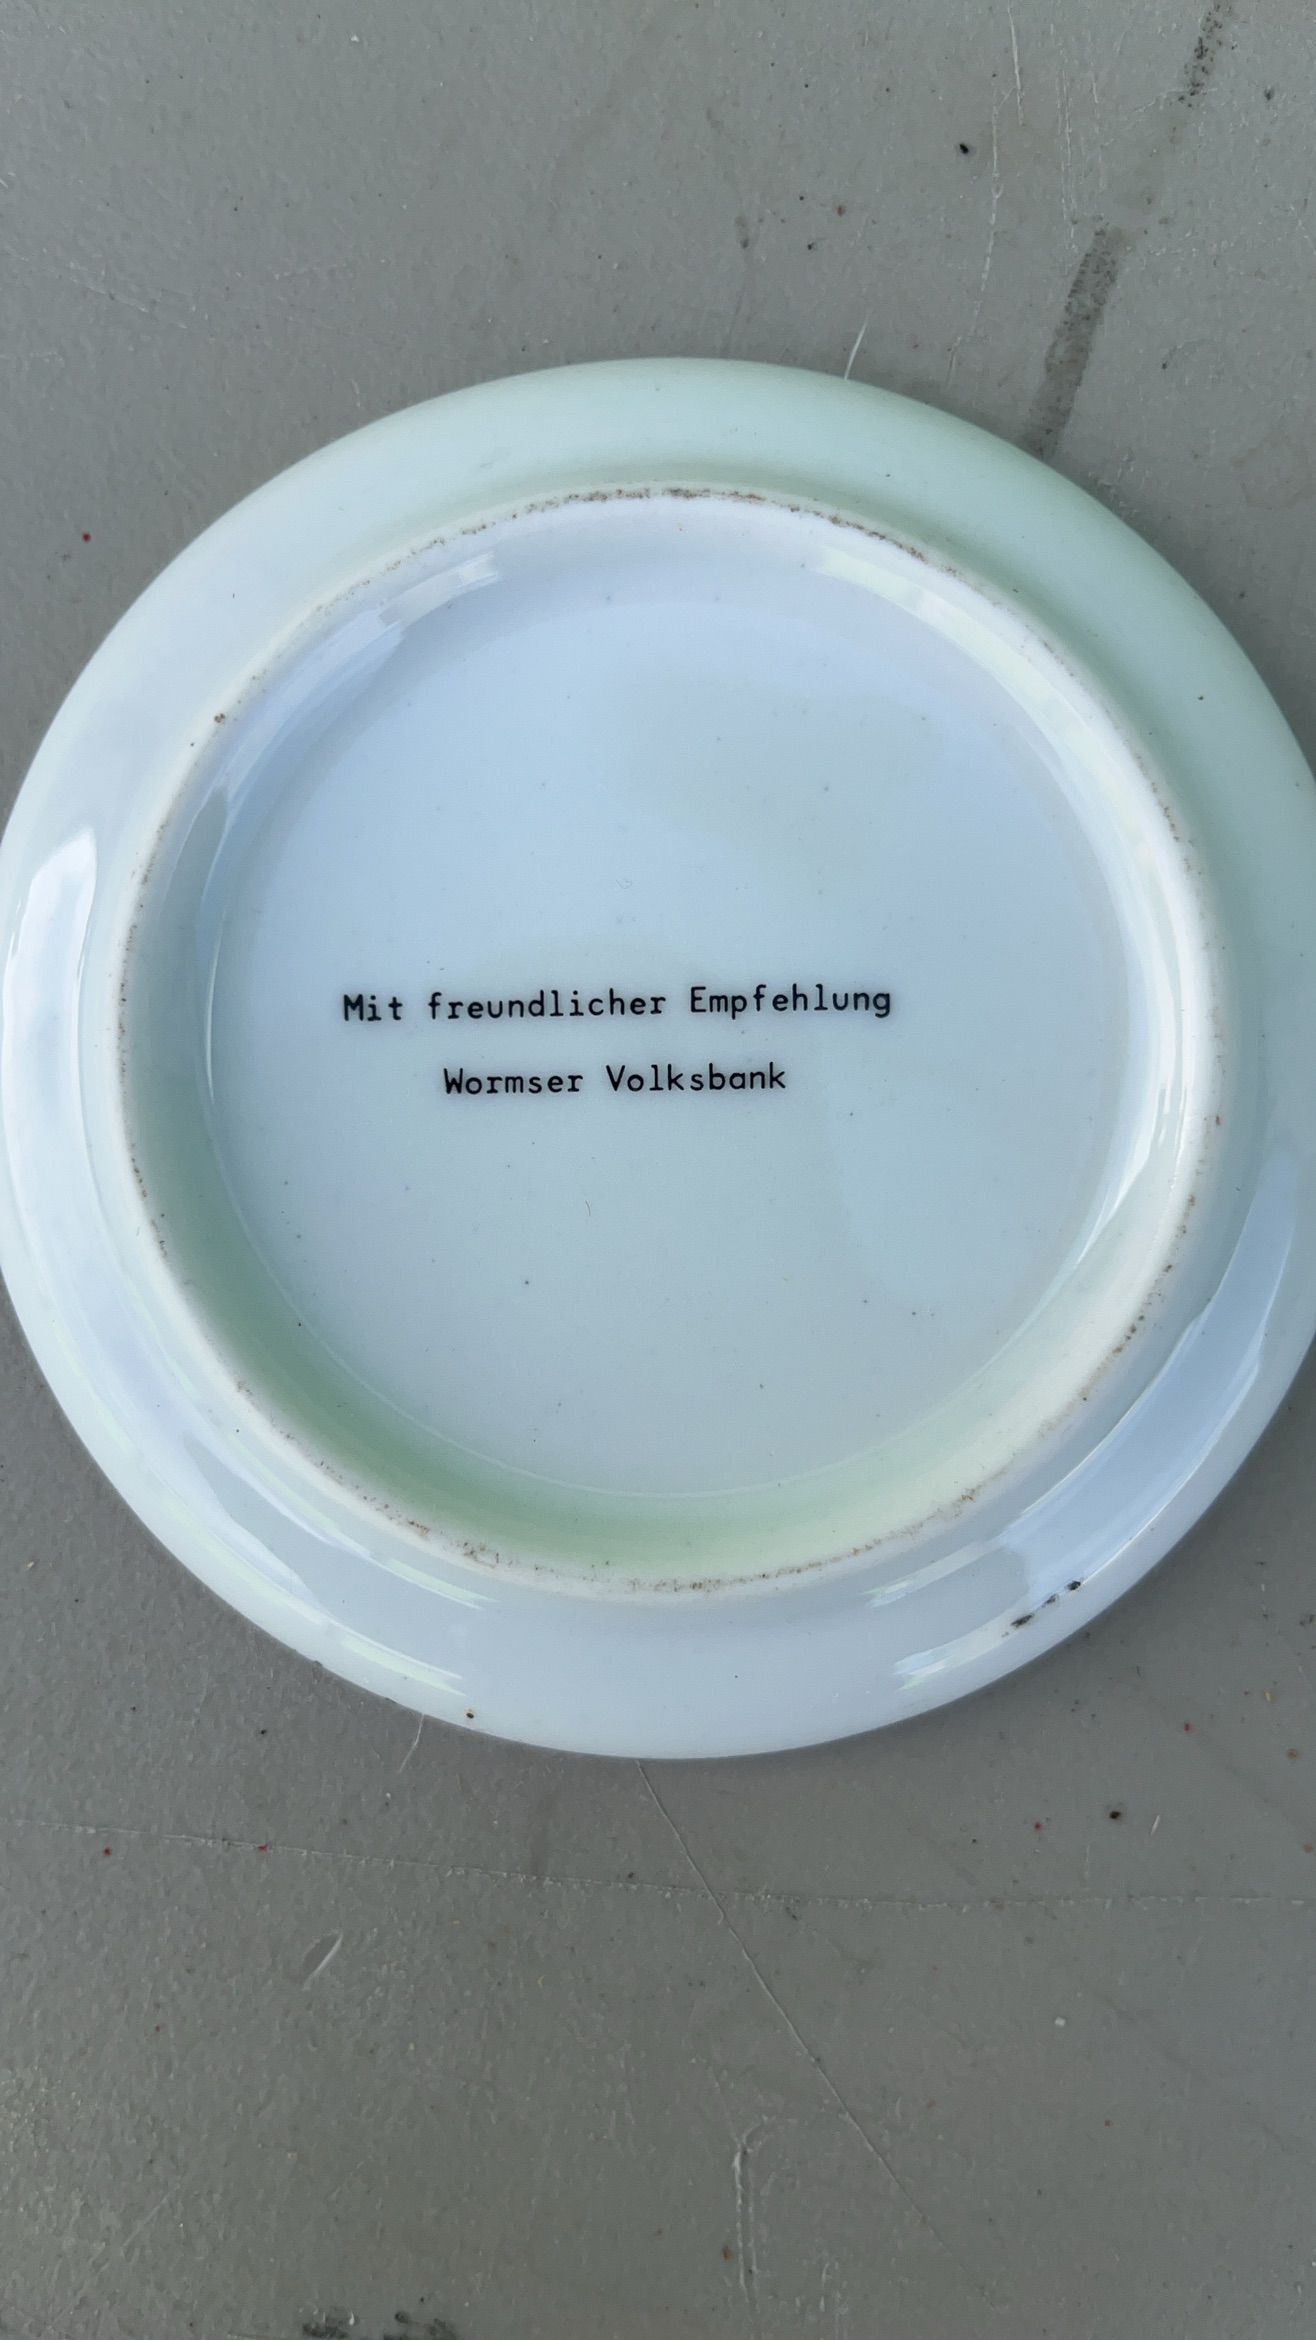 Mit freundlicher Empfehlung
Wormser Volksbank